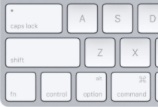 caps lock A S D
shift Z X
fn control option command ⌘